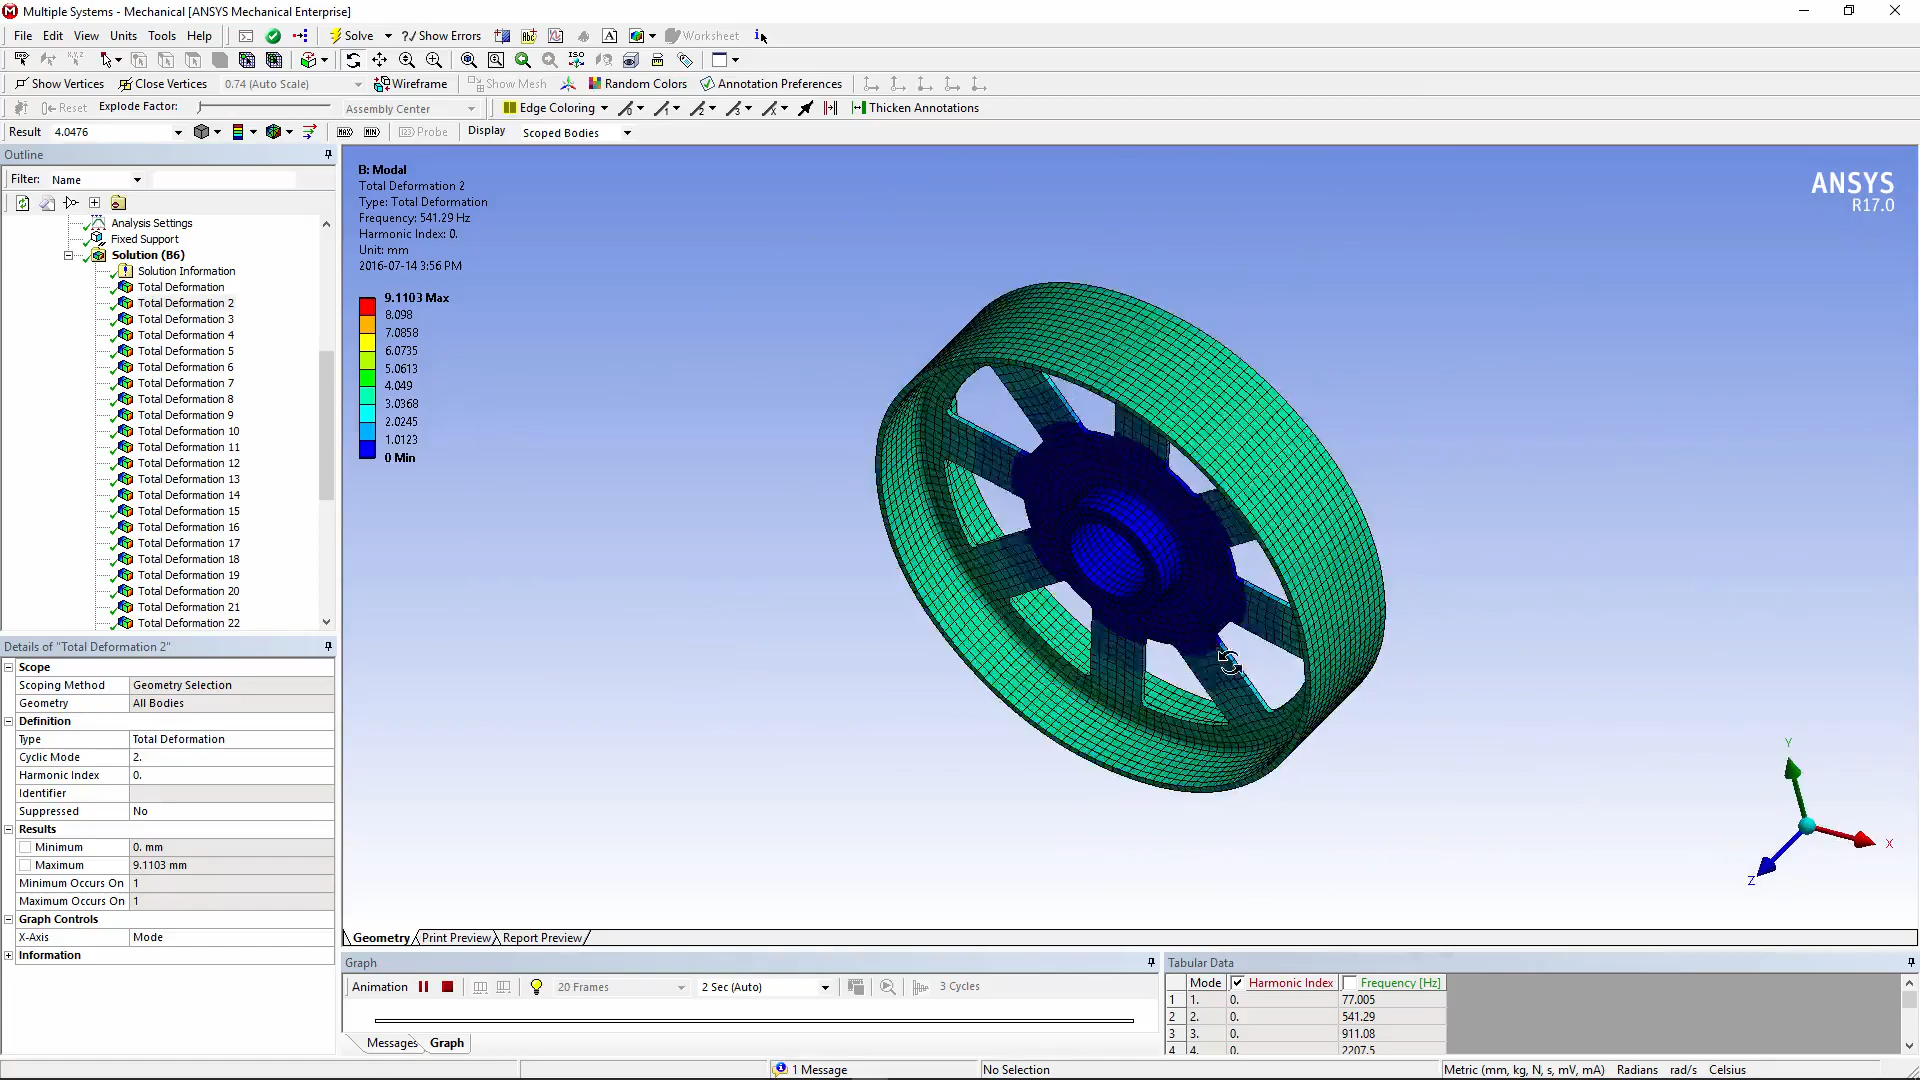 Multiple Systems - Mechanical [ANSYS Mechanical Enterprise]
File Edit View Units Tools Help Solve ?/ Show Errors Worksheet
Show Vertices Close Vertices 0.74 (Auto Scale) Wireframe Show Mesh Random Colors Annotation Preferences
Reset Explode Factor: Assembly Center Edge Coloring Thicken Annotations
Result 4.0476 MAX MIN Probe Display Scoped Bodies
Outline
Filter: Name
Analysis Settings
Fixed Support
Solution (B6)
Solution Information
Total Deformation
Total Deformation 2
Total Deformation 3
Total Deformation 4
Total Deformation 5
Total Deformation 6
Total Deformation 7
Total Deformation 8
Total Deformation 9
Total Deformation 10
Total Deformation 11
Total Deformation 12
Total Deformation 13
Total Deformation 14
Total Deformation 15
Total Deformation 16
Total Deformation 17
Total Deformation 18
Total Deformation 19
Total Deformation 20
Total Deformation 21
Total Deformation 22
Details of "Total Deformation 2"
Scope
Scoping Method Geometry Selection
Geometry All Bodies
Definition
Type Total Deformation
Cyclic Mode 2.
Harmonic Index 0.
Identifier
Suppressed No
Results
Minimum 0. mm
Maximum 9.1103 mm
Minimum Occurs On 1
Maximum Occurs On 1
Graph Controls
X-Axis Mode
Information
B: Modal
Total Deformation 2
Type: Total Deformation
Frequency: 541.29 Hz
Harmonic Index: 0.
Unit: mm
2016-07-14 3:56 PM
9.1103 Max
8.098
7.0858
6.0735
5.0613
4.049
3.0368
2.0245
1.0123
0 Min
ANSYS
R17.0
Y
X
Z
Geometry Print Preview Report Preview
Graph
Animation 20 Frames 2 Sec (Auto) 3 Cycles
Messages Graph
Tabular Data
Mode Harmonic Index Frequency [Hz]
1 1. 0. 77.005
2 2. 0. 541.29
3 3. 0. 911.08
4 4. 0. 2207.5
1 Message No Selection Metric (mm, kg, N, s, mV, mA) Radians rad/s Celsius